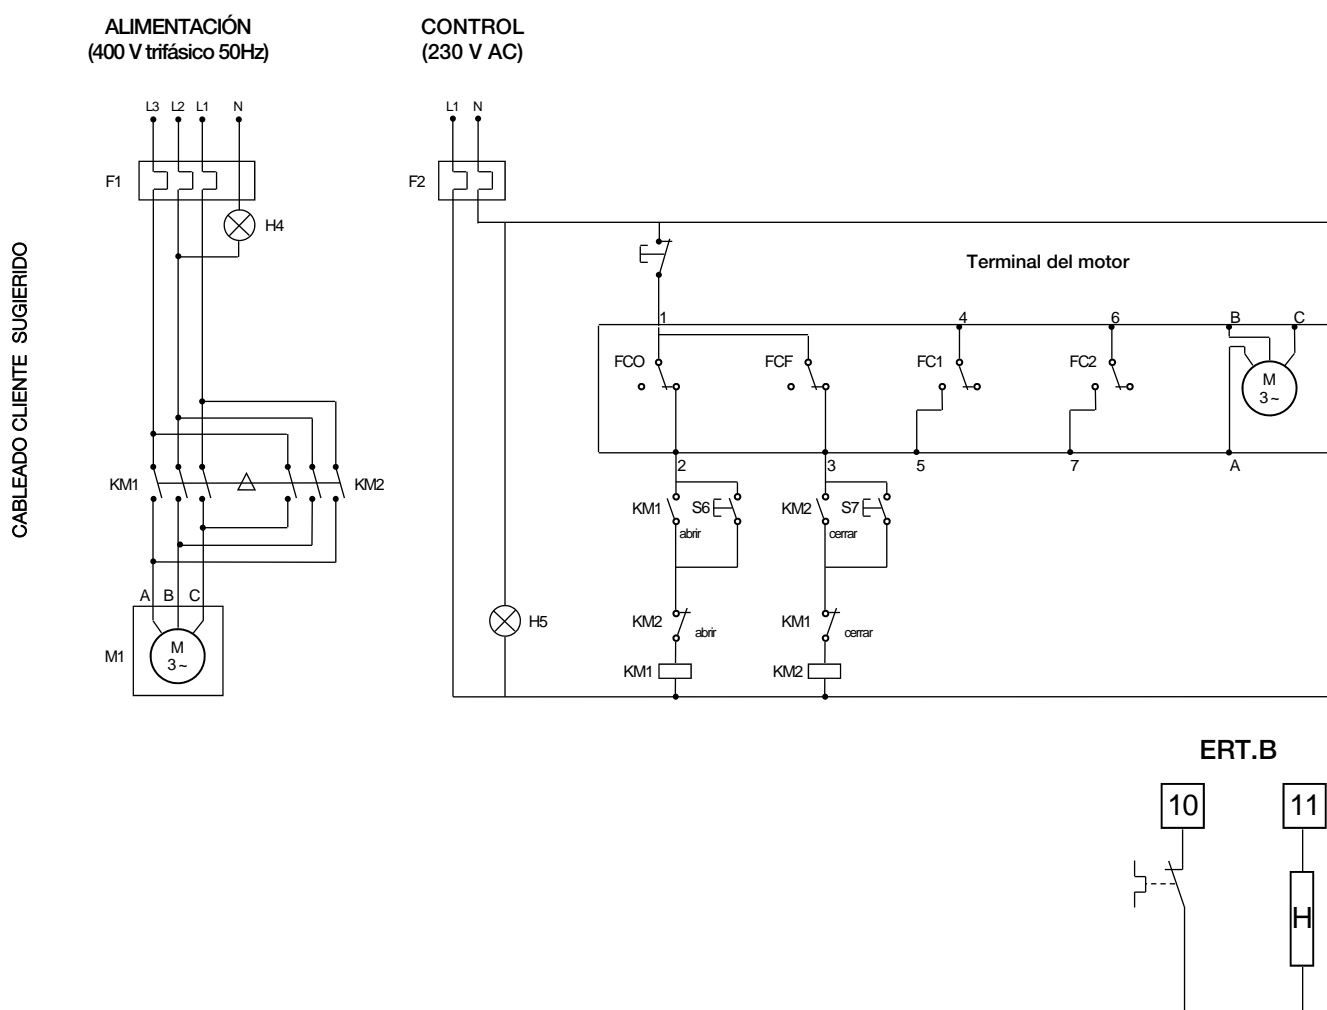 ALIMENTACIÓN
(400 V trifásico 50Hz)
CONTROL
(230 V AC)
L3 L2 L1 N
L1 N
F1
F2
H4
CABLEADO CLIENTE SUGIERIDO
Terminal del motor
1 4 6 B C
FCO FCF FC1 FC2
M
3~
2 3 5 7 A
KM1 KM2
KM1 S6 KM2 S7
abrir cerrar
A B C
M1
M
3~
H5
KM2 KM1
abrir cerrar
KM1 KM2
ERT.B
10 11
H